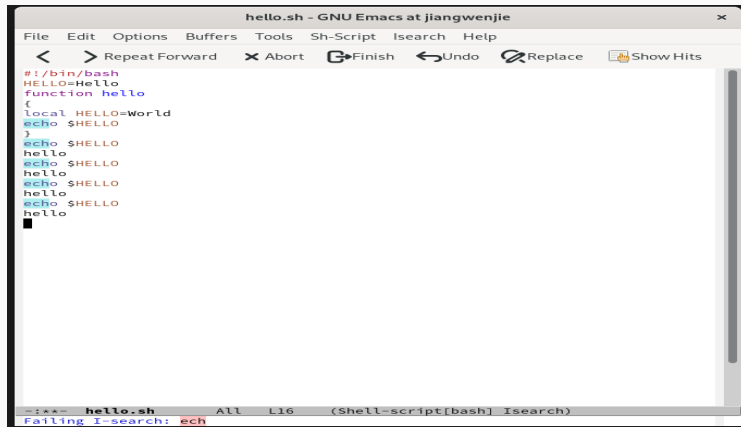 hello.sh - GNU Emacs at jiangwenjie
File Edit Options Buffers Tools Sh-Script Isearch Help
Repeat Forward Abort Finish Undo Replace Show Hits
#!/bin/bash
HELLO=Hello
function hello
{
local HELLO=World
echo $HELLO
}
echo $HELLO
hello
echo $HELLO
hello
echo $HELLO
hello
echo $HELLO
hello
-:**- hello.sh All L16 (Shell-script[bash] Isearch)
Failing I-search: ech